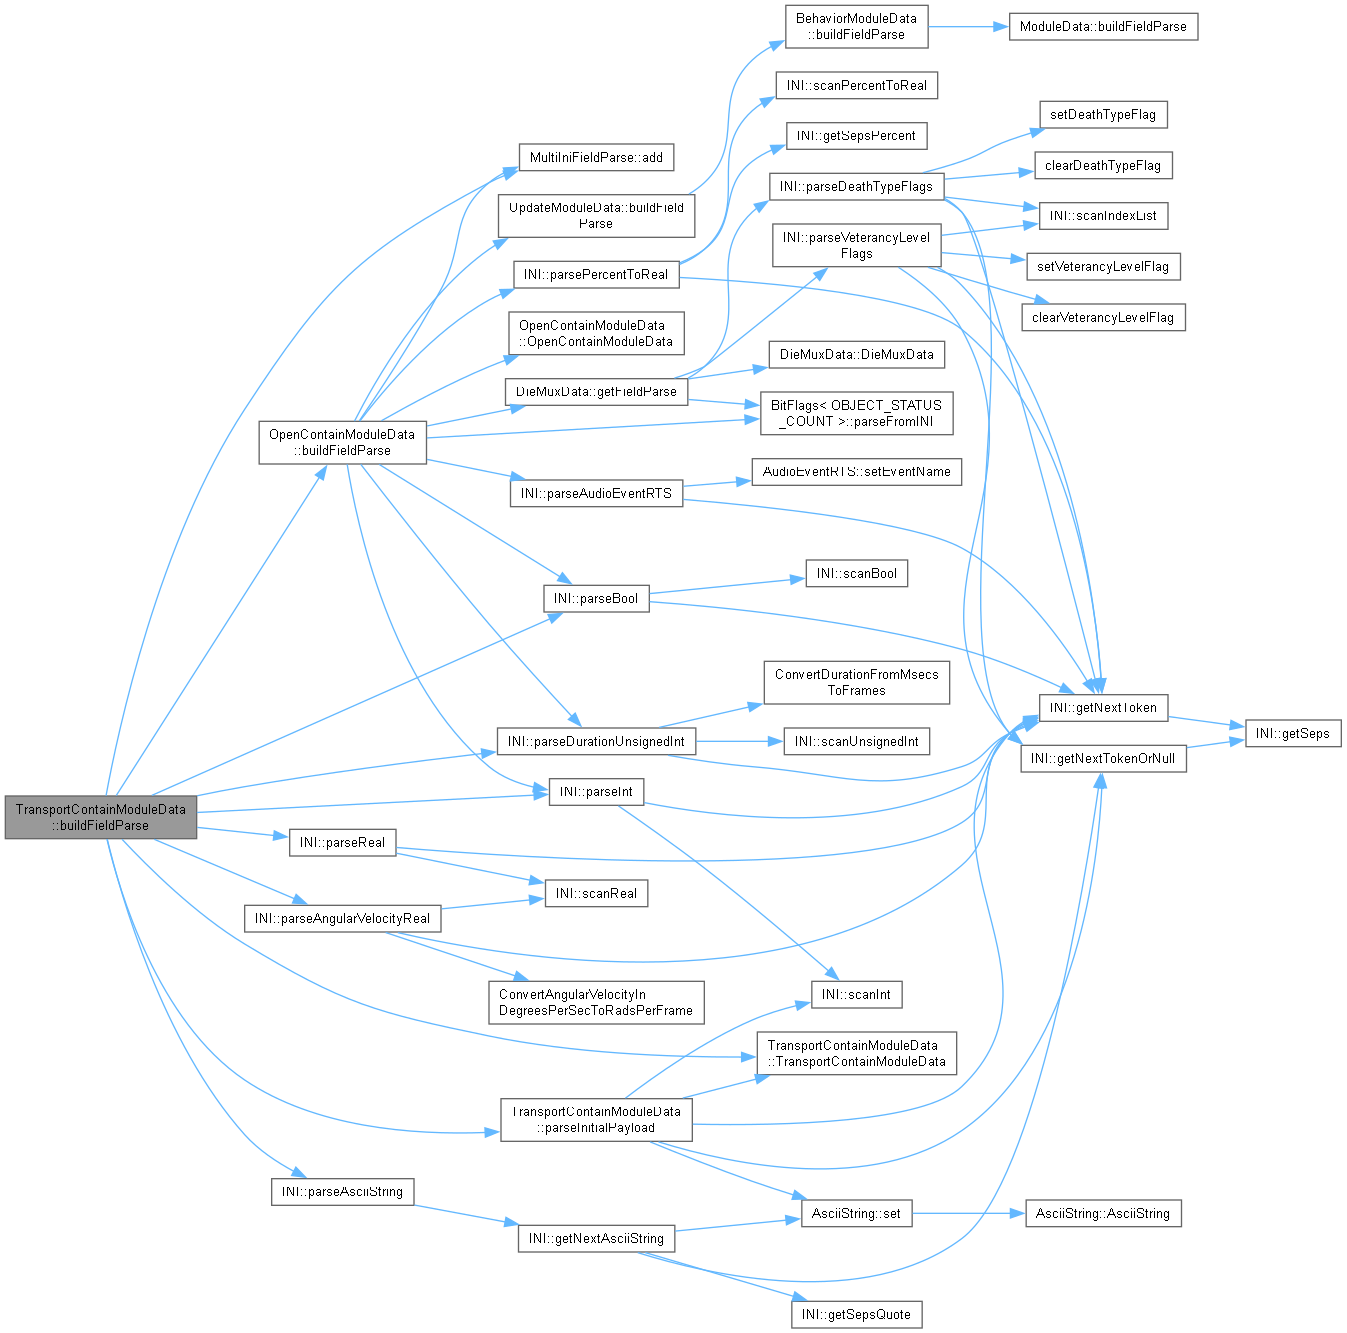 BehaviorModuleData
::buildFieldParse
ModuleData::buildFieldParse
INI::scanPercentToReal
setDeathTypeFlag
INI::getSepsPercent
MultiIniFieldParse::add
clearDeathTypeFlag
INI::parseDeathTypeFlags
UpdateModuleData::buildField
Parse
INI::scanIndexList
INI::parseVeterancyLevel
Flags
setVeterancyLevelFlag
INI::parsePercentToReal
clearVeterancyLevelFlag
OpenContainModuleData
::OpenContainModuleData
DieMuxData::DieMuxData
DieMuxData::getFieldParse
BitFlags< OBJECT_STATUS
_COUNT >::parseFromINI
OpenContainModuleData
::buildFieldParse
AudioEventRTS::setEventName
INI::parseAudioEventRTS
INI::scanBool
INI::parseBool
ConvertDurationFromMsecs
ToFrames
INI::getNextToken
INI::getSeps
INI::parseDurationUnsignedInt
INI::scanUnsignedInt
INI::getNextTokenOrNull
INI::parseInt
TransportContainModuleData
::buildFieldParse
INI::parseReal
INI::scanReal
INI::parseAngularVelocityReal
ConvertAngularVelocityIn
DegreesPerSecToRadsPerFrame
INI::scanInt
TransportContainModuleData
::TransportContainModuleData
TransportContainModuleData
::parseInitialPayload
INI::parseAsciiString
AsciiString::set
AsciiString::AsciiString
INI::getNextAsciiString
INI::getSepsQuote